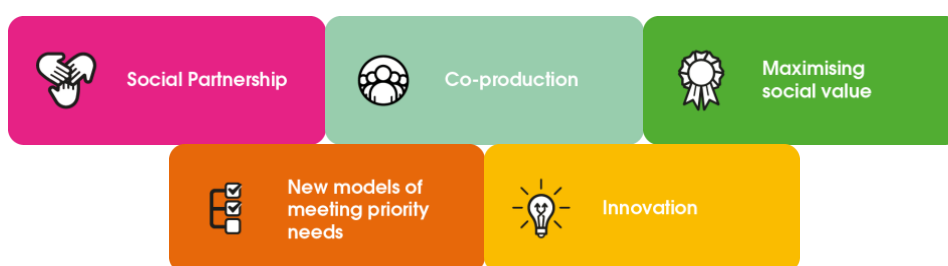 Social Partnership
Co-production
Maximising
social value
New models of
meeting priority
needs
Innovation